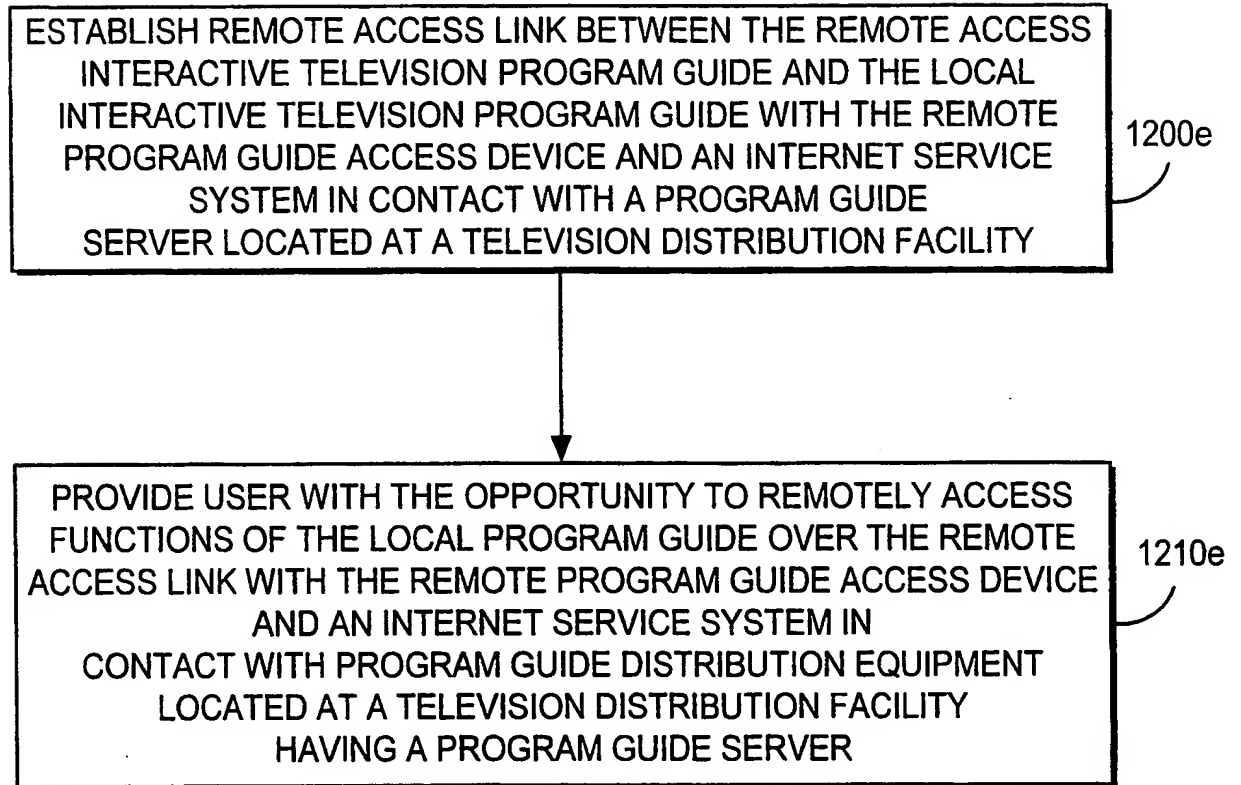 ESTABLISH REMOTE ACCESS LINK BETWEEN THE REMOTE ACCESS
INTERACTIVE TELEVISION PROGRAM GUIDE AND THE LOCAL
INTERACTIVE TELEVISION PROGRAM GUIDE WITH THE REMOTE
PROGRAM GUIDE ACCESS DEVICE AND AN INTERNET SERVICE
SYSTEM IN CONTACT WITH A PROGRAM GUIDE
SERVER LOCATED AT A TELEVISION DISTRIBUTION FACILITY
1200e
PROVIDE USER WITH THE OPPORTUNITY TO REMOTELY ACCESS
FUNCTIONS OF THE LOCAL PROGRAM GUIDE OVER THE REMOTE
ACCESS LINK WITH THE REMOTE PROGRAM GUIDE ACCESS DEVICE
AND AN INTERNET SERVICE SYSTEM IN
CONTACT WITH PROGRAM GUIDE DISTRIBUTION EQUIPMENT
LOCATED AT A TELEVISION DISTRIBUTION FACILITY
HAVING A PROGRAM GUIDE SERVER
1210e